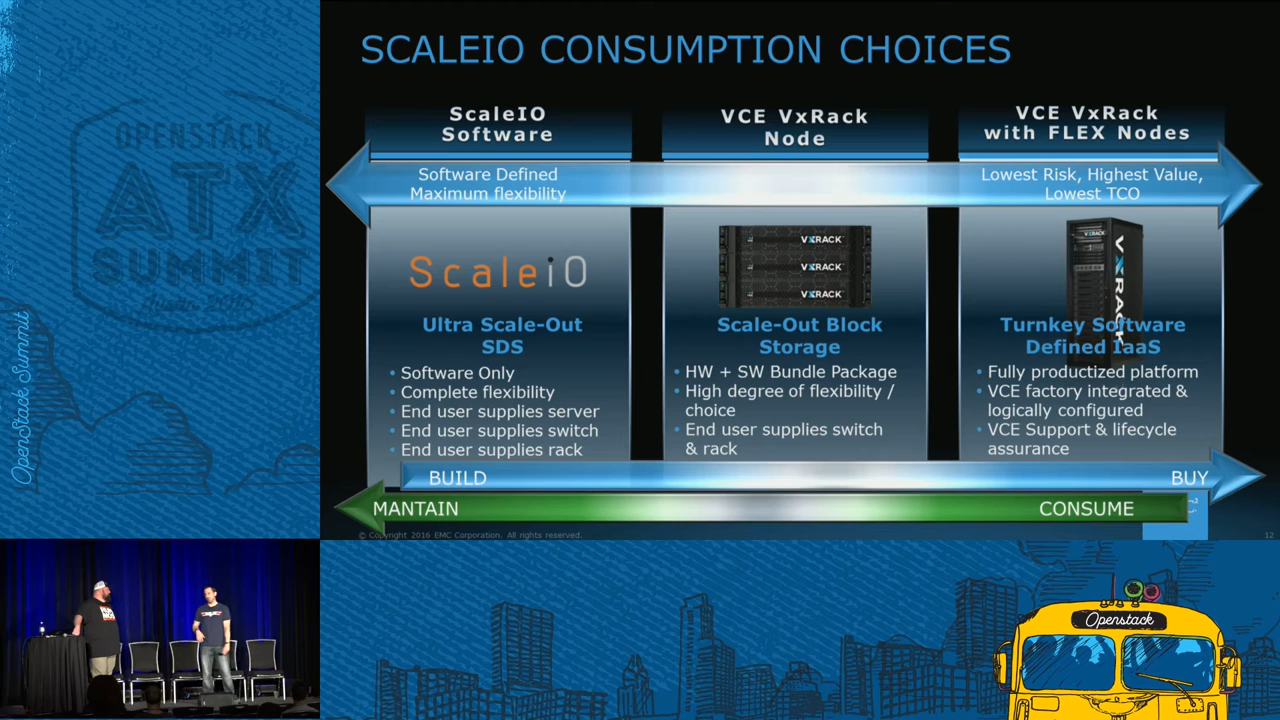 OPENSTACK
ATX
SUMMIT
Austin 2016
OpenStack Summit
SCALEIO CONSUMPTION CHOICES
ScaleIO
Software
VCE VxRack
Node
VCE VxRack
with FLEX Nodes
Software Defined
Maximum flexibility
Lowest Risk, Highest Value,
Lowest TCO
ScaleiO
VXRACK
VXRACK
VXRACK
VXRACK
Ultra Scale-Out
SDS
• Software Only
• Complete flexibility
• End user supplies server
• End user supplies switch
• End user supplies rack
Scale-Out Block
Storage
• HW + SW Bundle Package
• High degree of flexibility /
choice
• End user supplies switch
& rack
Turnkey Software
Defined IaaS
• Fully productized platform
• VCE factory integrated &
logically configured
• VCE Support & lifecycle
assurance
BUILD
BUY
MANTAIN
CONSUME
© Copyright 2016 EMC Corporation. All rights reserved.
12
Openstack